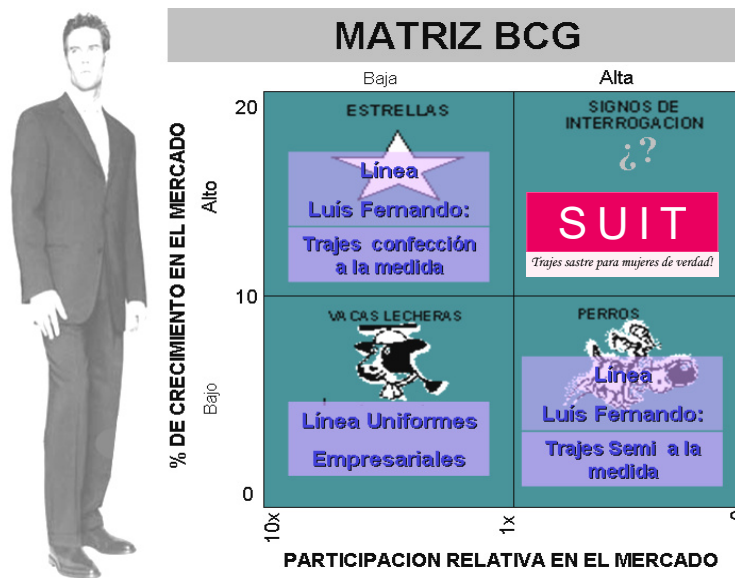 MATRIZ BCG
Baja
Alta
% DE CRECIMIENTO EN EL MERCADO
Alto
Bajo
20
10
0
ESTRELLAS
Línea
Luís Fernando:
Trajes confección
a la medida
SIGNOS DE
INTERROGACION
¿?
SUIT
Trajes sastre para mujeres de verdad!
VACAS LECHERAS
Línea Uniformes
Empresariales
PERROS
Línea
Luís Fernando:
Trajes Semi a la
medida
10x
1x
PARTICIPACION RELATIVA EN EL MERCADO